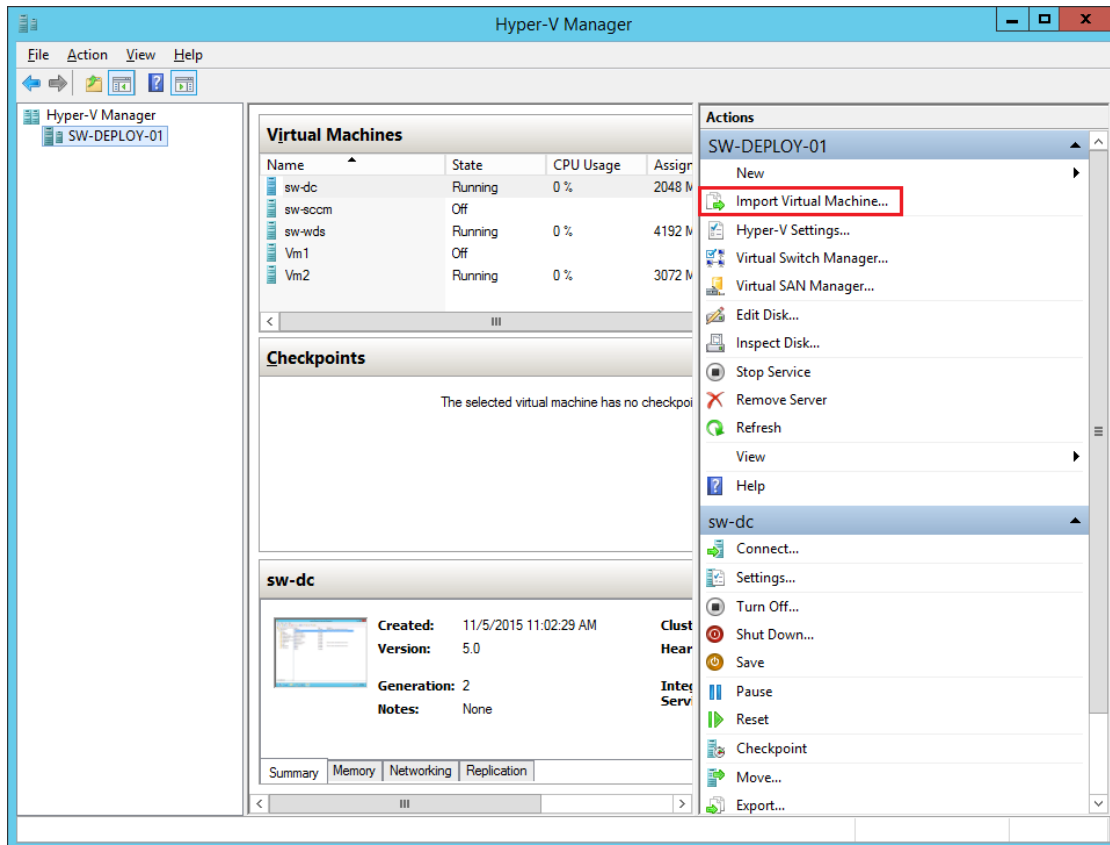 Hyper-V Manager
File Action View Help
Hyper-V Manager
SW-DEPLOY-01
Virtual Machines
Name State CPU Usage Assign
sw-dc Running 0 % 2048 M
sw-sccm Off
sw-wds Running 0 % 4192 M
Vm1 Off
Vm2 Running 0 % 3072 M
Checkpoints
The selected virtual machine has no checkpoi
sw-dc
Created: 11/5/2015 11:02:29 AM Clust
Version: 5.0 Hear
Generation: 2 Integ
Notes: None Servi
Summary Memory Networking Replication
Actions
SW-DEPLOY-01
New
Import Virtual Machine...
Hyper-V Settings...
Virtual Switch Manager...
Virtual SAN Manager...
Edit Disk...
Inspect Disk...
Stop Service
Remove Server
Refresh
View
Help
sw-dc
Connect...
Settings...
Turn Off...
Shut Down...
Save
Pause
Reset
Checkpoint
Move...
Export...